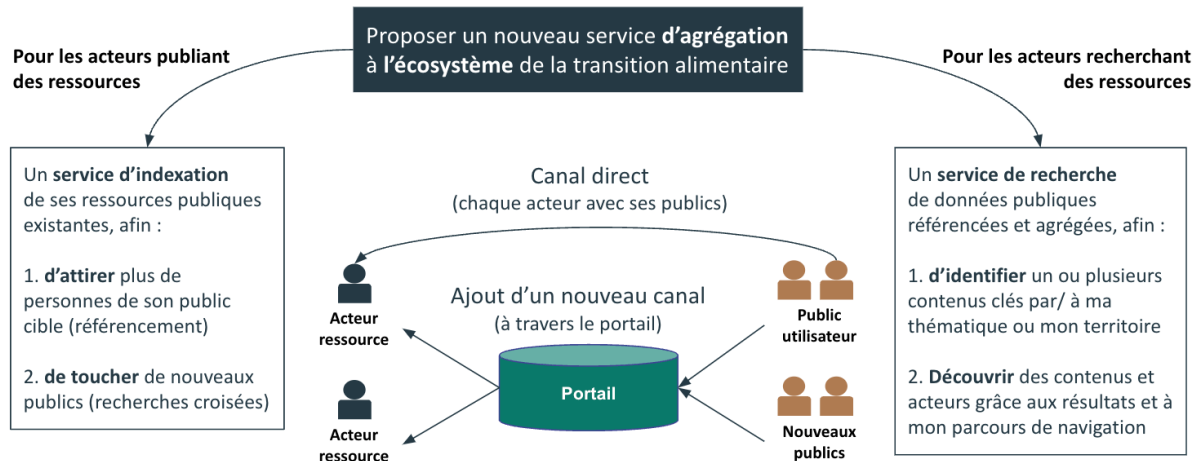 Proposer un nouveau service d’agrégation
à l’écosystème de la transition alimentaire
Pour les acteurs publiant
des ressources
Pour les acteurs recherchant
des ressources
Un service d’indexation
de ses ressources publiques
existantes, afin :
1. d’attirer plus de
personnes de son public
cible (référencement)
2. de toucher de nouveaux
publics (recherches croisées)
Canal direct
(chaque acteur avec ses publics)
Ajout d’un nouveau canal
(à travers le portail)
Acteur
ressource
Public
utilisateur
Portail
Acteur
ressource
Nouveaux
publics
Un service de recherche
de données publiques
référencées et agrégées, afin :
1. d’identifier un ou plusieurs
contenus clés par/ à ma
thématique ou mon territoire
2. Découvrir des contenus et
acteurs grâce aux résultats et à
mon parcours de navigation